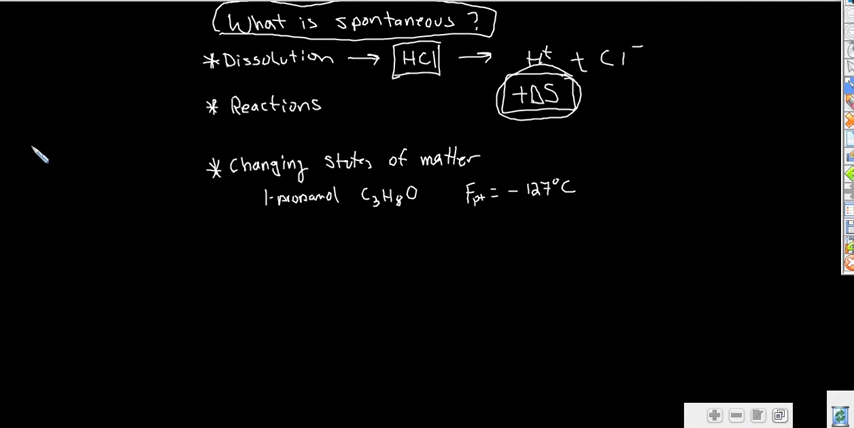 What is spontaneous?
* Dissolution → HCl → H⁺ + Cl⁻
+ΔS
* Reactions
* Changing states of matter
1-propanol C₃H₈O Fₚₜ = -127°C